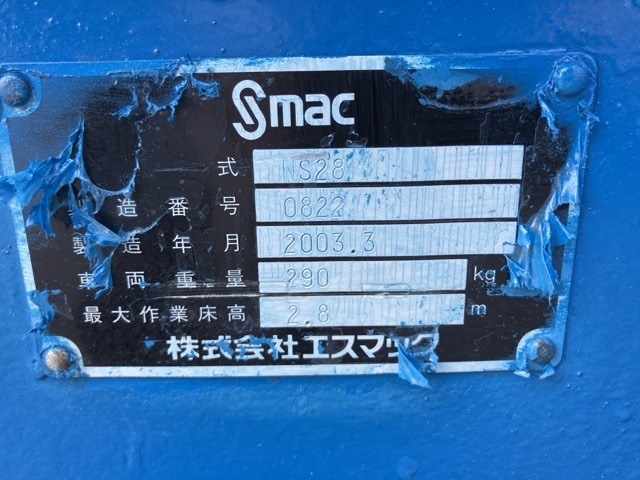 Smac
式 NS28
造番号 0822
製造年月 2003.3
車両重量 290 kg
最大作業床高 2.8 m
株式会社エスマック